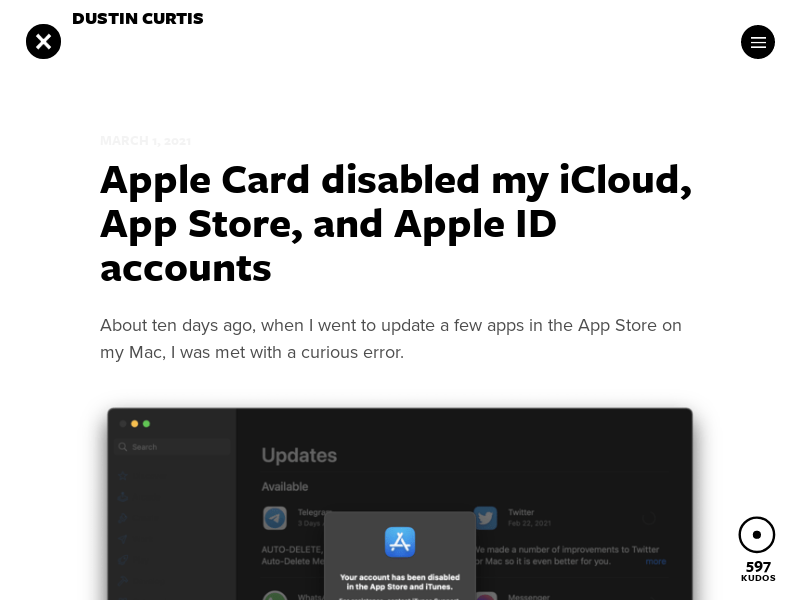 DUSTIN CURTIS
MARCH 1, 2021
Apple Card disabled my iCloud,
App Store, and Apple ID
accounts
About ten days ago, when I went to update a few apps in the App Store on
my Mac, I was met with a curious error.
Search
Updates
Available
Telegram
3 Days
Twitter
Feb 22, 2021
AUTO-DELETE,
Auto-Delete Me
We made a number of improvements to Twitter
for Mac so it is even better for you.
more
Your account has been disabled
in the App Store and iTunes.
Messenger
597
KUDOS